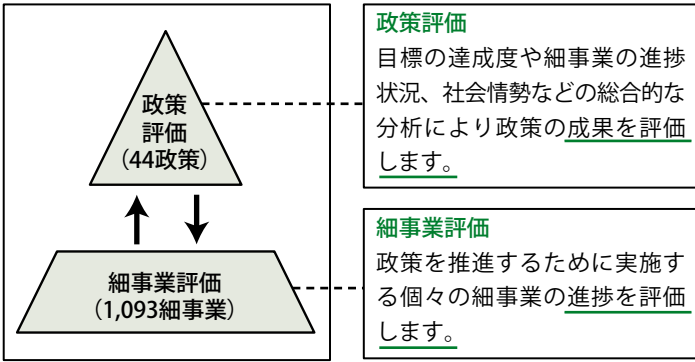 政策
評価
（44政策）
細事業評価
（1,093細事業）
政策評価
目標の達成度や細事業の進捗
状況、社会情勢などの総合的な
分析により政策の成果を評価
します。
細事業評価
政策を推進するために実施す
る個々の細事業の進捗を評価
します。